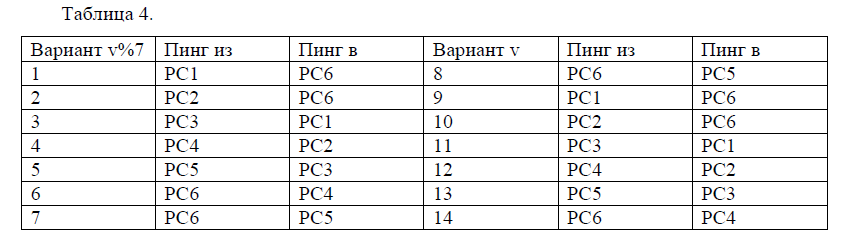 Таблица 4.
Вариант v%7 Пинг из Пинг в Вариант v Пинг из Пинг в
1 PC1 PC6 8 PC6 PC5
2 PC2 PC6 9 PC1 PC6
3 PC3 PC1 10 PC2 PC6
4 PC4 PC2 11 PC3 PC1
5 PC5 PC3 12 PC4 PC2
6 PC6 PC4 13 PC5 PC3
7 PC6 PC5 14 PC6 PC4